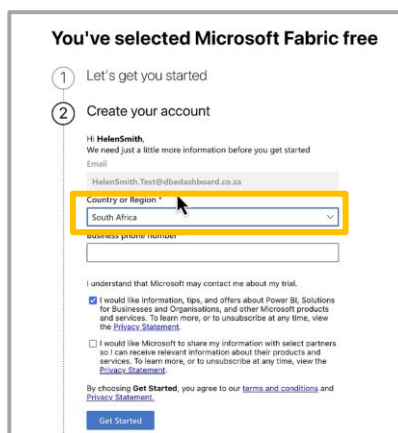 You've selected Microsoft Fabric free
1 Let's get you started
2 Create your account
Hi HelenSmith,
We need just a little more information before you get started
Email
HelenSmith.Test@dbedashboard.co.za
Country or Region *
South Africa
Business phone number
I understand that Microsoft may contact me about my trial.
I would like information, tips, and offers about Power BI, Solutions
for Businesses and Organisations, and other Microsoft products
and services. To learn more, or to unsubscribe at any time, view
the Privacy Statement.
I would like Microsoft to share my information with select partners
so I can receive relevant information about their products and
services. To learn more, or to unsubscribe at any time, view the
Privacy Statement.
By choosing Get Started, you agree to our terms and conditions and
Privacy Statement.
Get Started